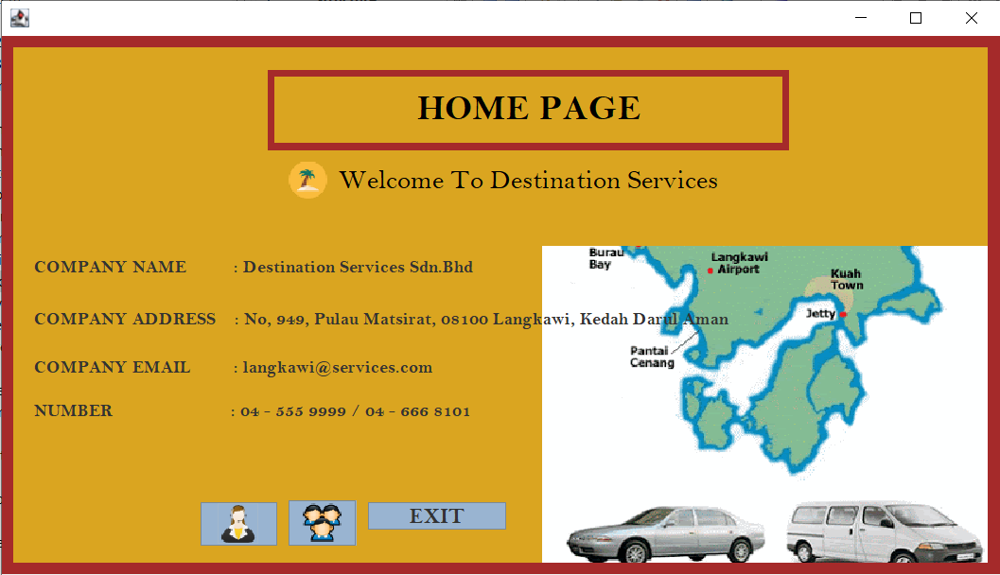 HOME PAGE
Welcome To Destination Services
COMPANY NAME : Destination Services Sdn.Bhd
COMPANY ADDRESS : No, 949, Pulau Matsirat, 08100 Langkawi, Kedah Darul Aman
COMPANY EMAIL : langkawi@services.com
NUMBER : 04 - 555 9999 / 04 - 666 8101
Burau
Bay
Langkawi
Airport
Kuah
Town
Jetty
Pantai
Cenang
EXIT